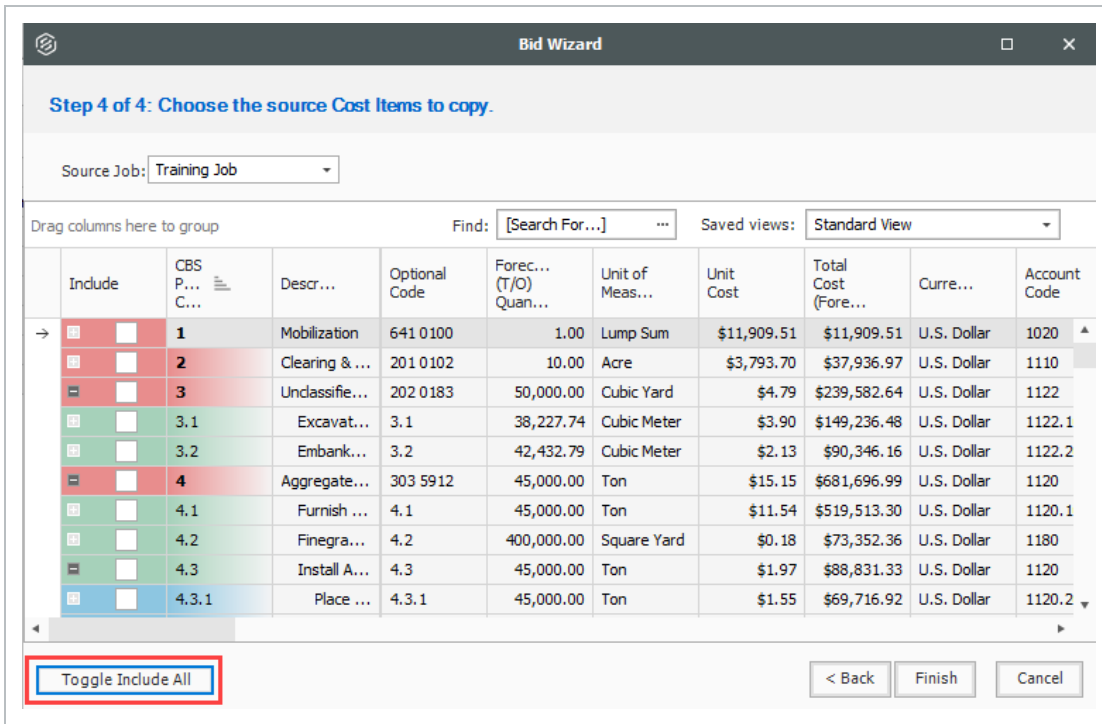 Bid Wizard
Step 4 of 4: Choose the source Cost Items to copy.
Source Job: Training Job
Drag columns here to group Find: [Search For...] ... Saved views: Standard View
Include CBS P... C... Descr... Optional Code Forec... (T/O) Quan... Unit of Meas... Unit Cost Total Cost (Fore... Curre... Account Code
1 Mobilization 641 0100 1.00 Lump Sum $11,909.51 $11,909.51 U.S. Dollar 1020
2 Clearing & ... 201 0102 10.00 Acre $3,793.70 $37,936.97 U.S. Dollar 1110
3 Unclassifie... 202 0183 50,000.00 Cubic Yard $4.79 $239,582.64 U.S. Dollar 1122
3.1 Excavat... 3.1 38,227.74 Cubic Meter $3.90 $149,236.48 U.S. Dollar 1122.1
3.2 Embank... 3.2 42,432.79 Cubic Meter $2.13 $90,346.16 U.S. Dollar 1122.2
4 Aggregate... 303 5912 45,000.00 Ton $15.15 $681,696.99 U.S. Dollar 1120
4.1 Furnish ... 4.1 45,000.00 Ton $11.54 $519,513.30 U.S. Dollar 1120.1
4.2 Finegra... 4.2 400,000.00 Square Yard $0.18 $73,352.36 U.S. Dollar 1180
4.3 Install A... 4.3 45,000.00 Ton $1.97 $88,831.33 U.S. Dollar 1120
4.3.1 Place ... 4.3.1 45,000.00 Ton $1.55 $69,716.92 U.S. Dollar 1120.2
Toggle Include All < Back Finish Cancel